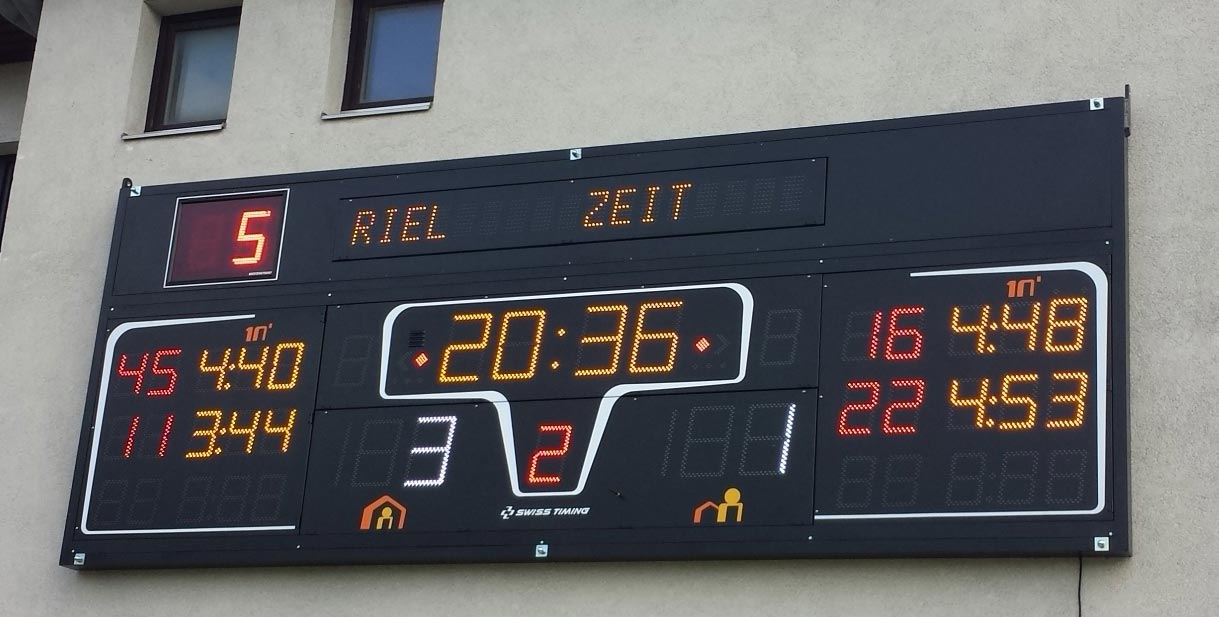 5
RIEL ZEIT
10'
45 4:40
11 3:44
20:36
3 2 1
SWISS TIMING
10'
16 4:48
22 4:53